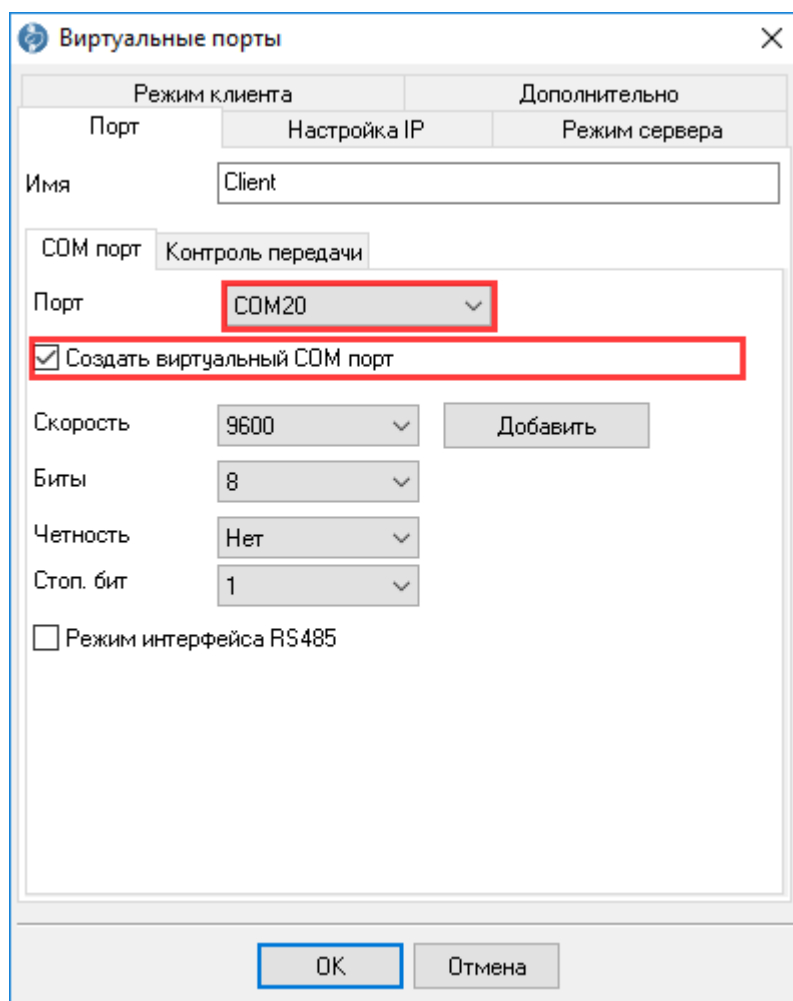 Виртуальные порты
Режим клиента Дополнительно
Порт Настройка IP Режим сервера
Имя Client
COM порт Контроль передачи
Порт COM20
Создать виртуальный COM порт
Скорость 9600 Добавить
Биты 8
Четность Нет
Стоп. бит 1
Режим интерфейса RS485
OK Отмена